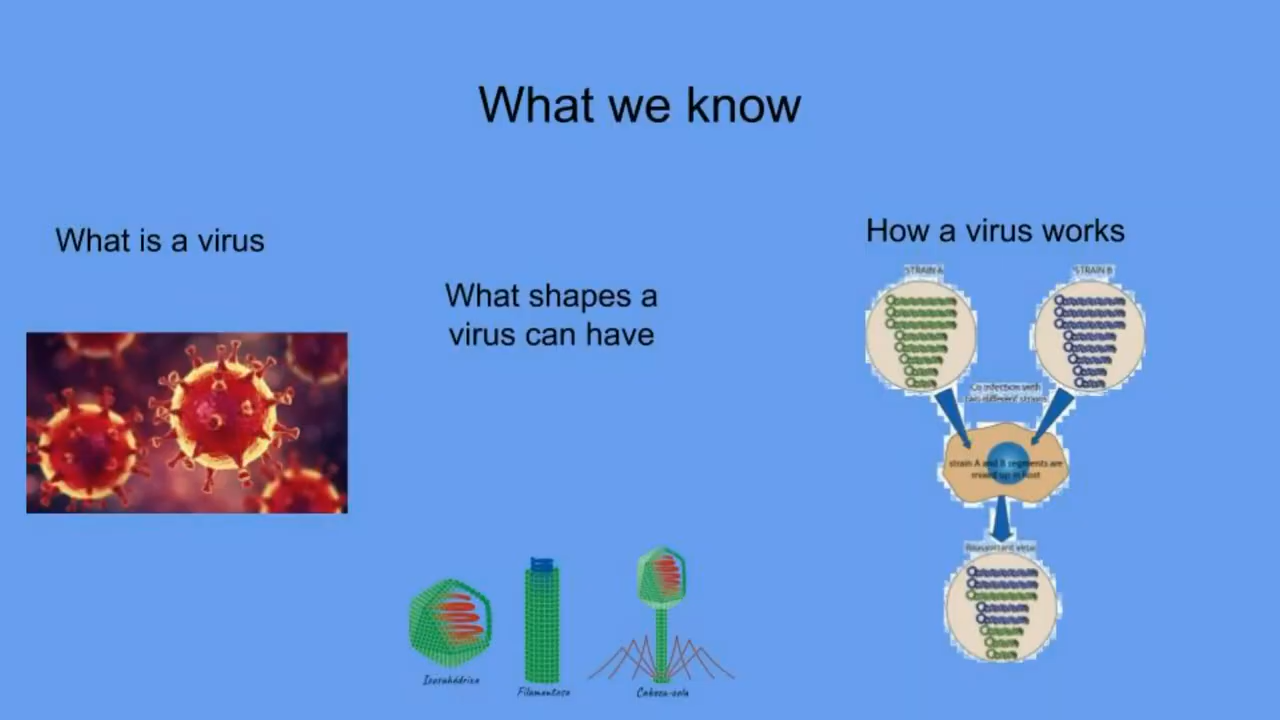 What we know
What is a virus
What shapes a
virus can have
How a virus works
STRAIN A
STRAIN B
Co infection with
two different strains
strain A and B segments are
mixed up in host
Reassortant virus
Icosahédrica
Filamentosa
Cabeza-cola